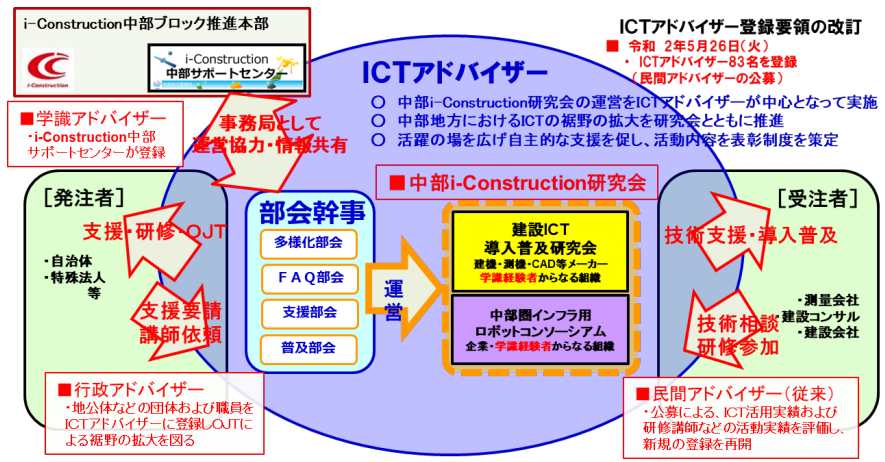 i-Construction中部ブロック推進本部
i-Construction
i-Construction
中部サポートセンター
ICTアドバイザー登録要領の改訂
■ 令和 2年5月26日(火)
・ ICTアドバイザー83名を登録
(民間アドバイザーの公募)
ICTアドバイザー
○ 中部i-Construction研究会の運営をICTアドバイザーが中心となって実施
○ 中部地方におけるICTの裾野の拡大を研究会とともに推進
○ 活躍の場を広げ自主的な支援を促し、活動内容を表彰制度を策定
■学識アドバイザー
・i-Construction中部
サポートセンターが登録
事務局として
運営協力・情報共有
■中部i-Construction研究会
[発注者]
支援・研修・OJT
・自治体
・特殊法人
等
支援要請
講師依頼
部会幹事
多様化部会
FAQ部会
支援部会
普及部会
運営
建設ICT
導入普及研究会
建機・測機・CAD等メーカー
学識経験者からなる組織
中部圏インフラ用
ロボットコンソーシアム
企業・学識経験者からなる組織
[受注者]
技術支援・導入普及
・測量会社
・建設コンサル
・建設会社
技術相談
研修参加
■行政アドバイザー
・地公体などの団体および職員を
ICTアドバイザーに登録しOJTに
よる裾野の拡大を図る
■民間アドバイザー(従来)
・公募による、ICT活用実績および
研修講師などの活動実績を評価し、
新規の登録を再開